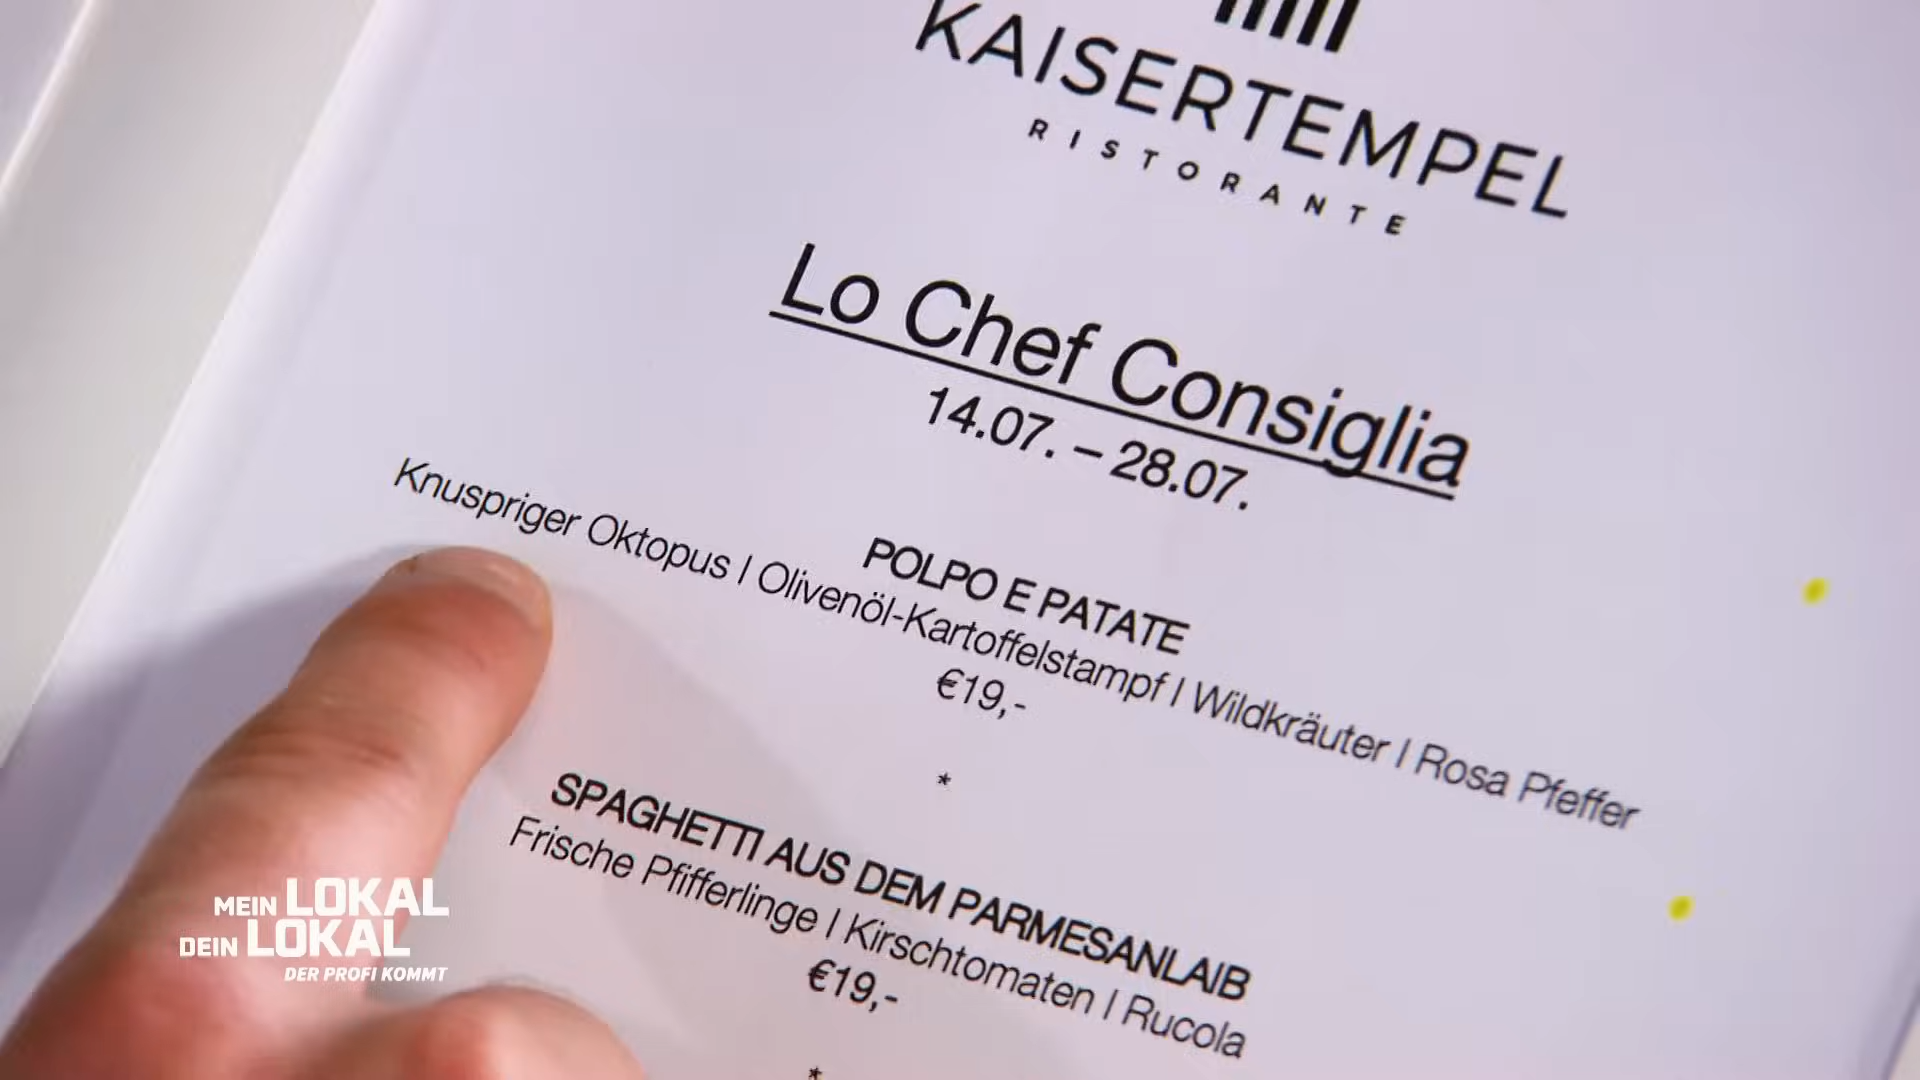 KAISERTEMPEL
RISTORANTE
Lo Chef Consiglia
14.07. – 28.07.
POLPO E PATATE
Knuspriger Oktopus | Olivenöl-Kartoffelstampf | Wildkräuter | Rosa Pfeffer
€19,-
*
SPAGHETTI AUS DEM PARMESANLAIB
Frische Pfifferlinge | Kirschtomaten | Rucola
€19,-
*
MEIN LOKAL
DEIN LOKAL
DER PROFI KOMMT